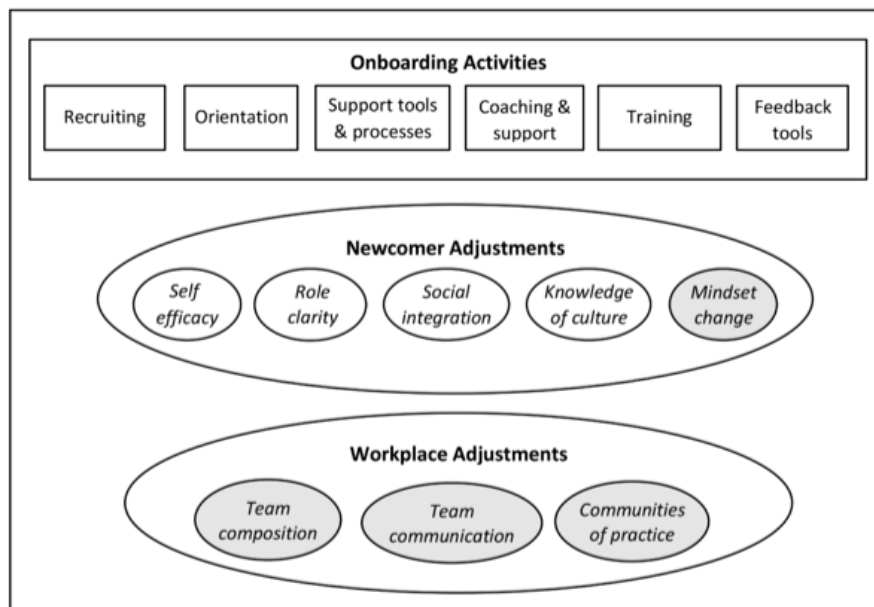 Onboarding Activities
Recruiting
Orientation
Support tools
& processes
Coaching &
support
Training
Feedback
tools
Newcomer Adjustments
Self
efficacy
Role
clarity
Social
integration
Knowledge
of culture
Mindset
change
Workplace Adjustments
Team
composition
Team
communication
Communities
of practice